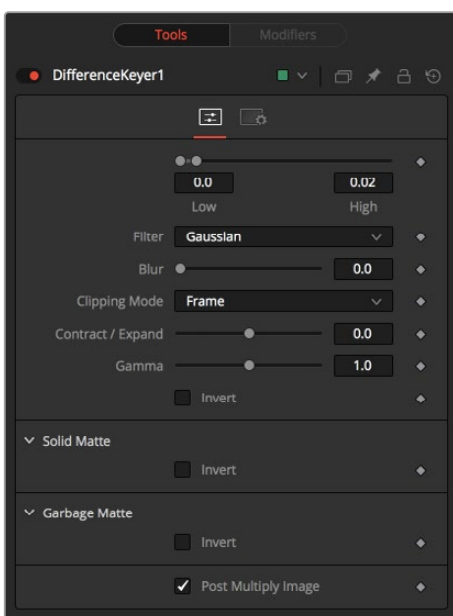 Tools Modifiers
DifferenceKeyer1
0.0 0.02
Low High
Filter Gaussian
Blur 0.0
Clipping Mode Frame
Contract / Expand 0.0
Gamma 1.0
Invert
Solid Matte
Invert
Garbage Matte
Invert
Post Multiply Image